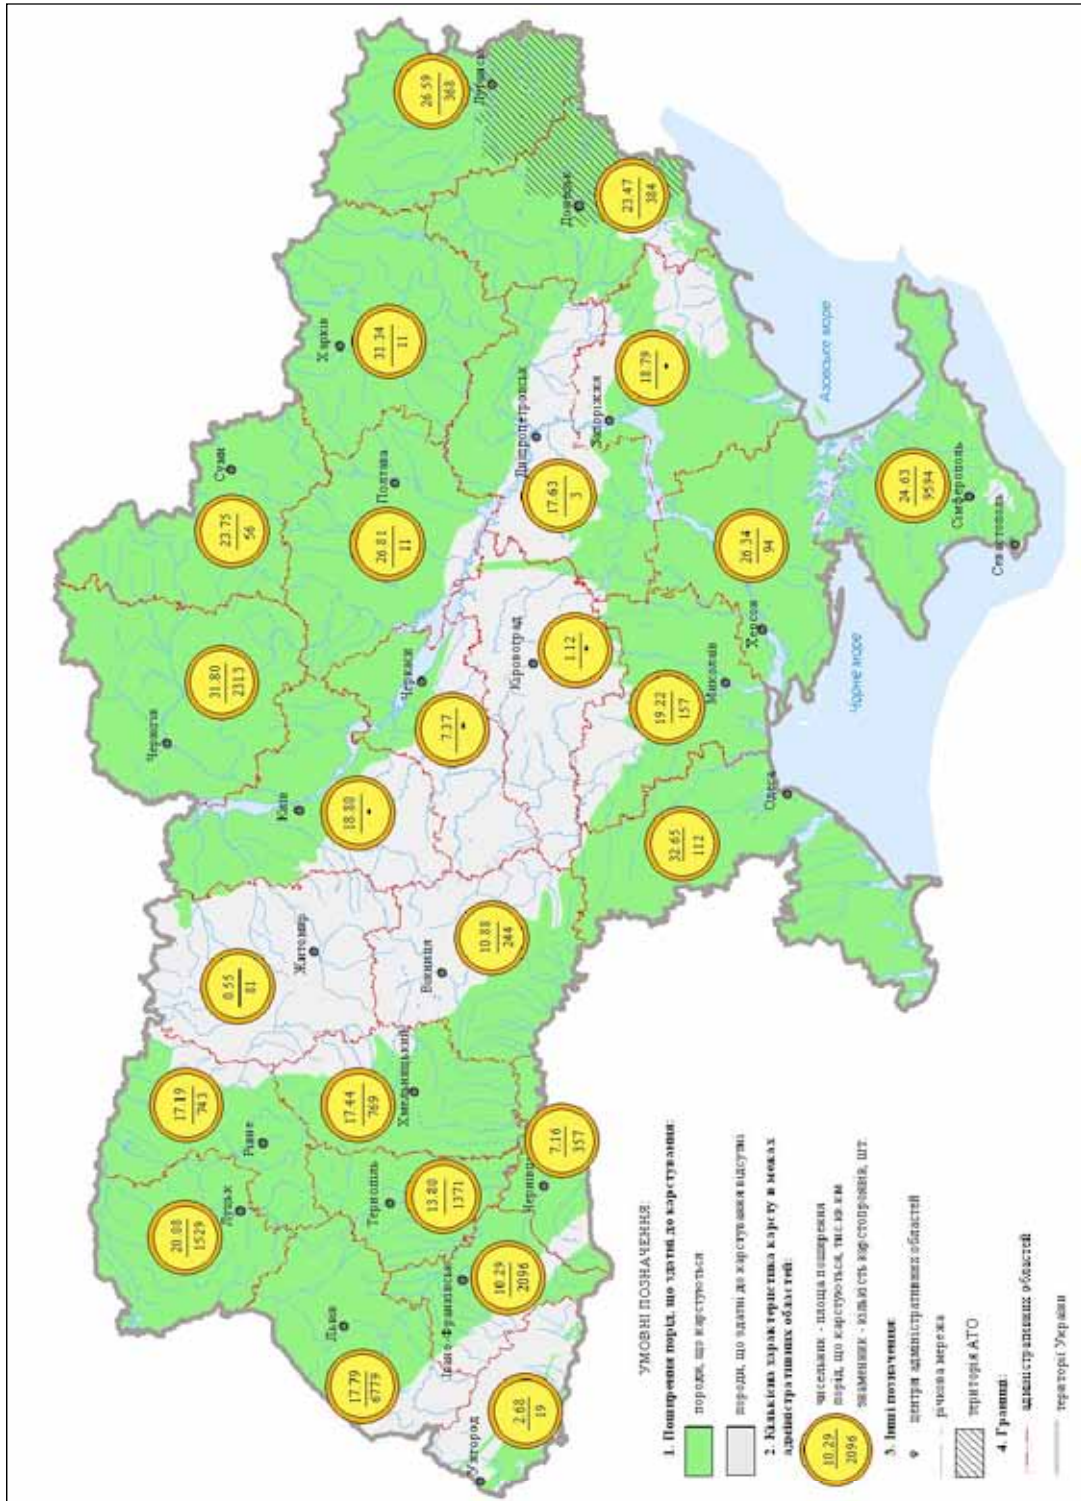 26.59
368
Луганськ
23.47
384
Донецьк
31.34
11
Харків
18.79
-
Запоріжжя
Дніпропетровськ
17.63
3
Азовське море
24.63
9594
Сімферополь
Севастополь
Суми
23.75
56
Полтава
26.81
11
26.34
94
Херсон
Чорне море
31.80
2313
Чернігів
Черкаси
7.37
-
Кіровоград
1.12
-
19.22
157
Миколаїв
Київ
18.80
-
32.65
112
Одеса
Житомир
0.55
81
Вінниця
10.88
244
17.19
743
Рівне
17.44
769
Хмельницький
7.16
357
Чернівці
20.08
1529
Луцьк
Тернопіль
13.80
1371
10.29
2096
Івано-Франківськ
Львів
17.79
6779
2.68
19
Ужгород
УМОВНІ ПОЗНАЧЕННЯ:
1. Поширення порід, що здатні до карстування:
породи, що карстуються
породи, що здатні до карстування відсутні
2. Кількісна характеристика карсту в межах
адміністративних областей:
10.29
2096
чисельник - площа поширення
порід, що карстуються, тис.кв.км
знаменник - кількість карстопроявів, шт.
3. Інші позначення:
центри адміністративних областей
річкова мережа
територія АТО
4. Границі:
адміністративних областей
території України